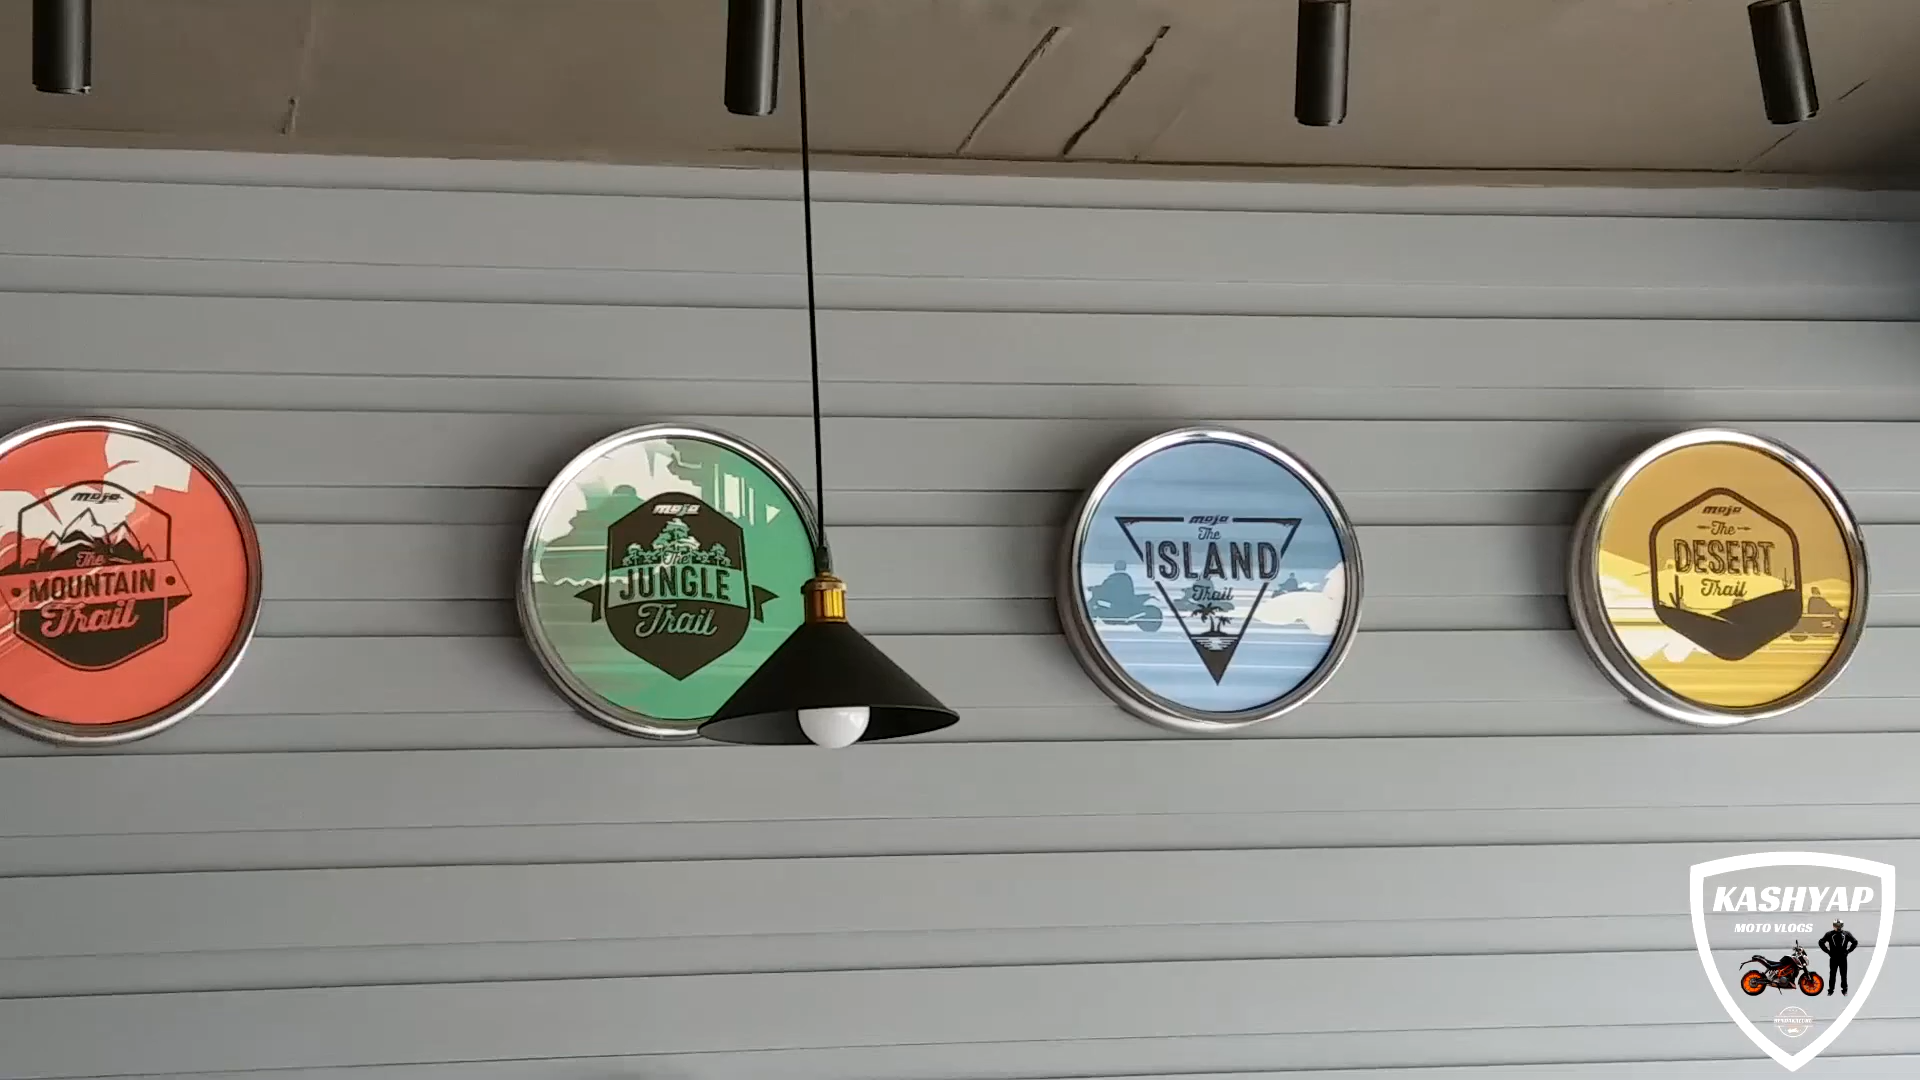 mojo
The
MOUNTAIN
Trail
mojo
The
JUNGLE
Trail
mojo
The
ISLAND
Trail
mojo
The
DESERT
Trail
KASHYAP
MOTO VLOGS